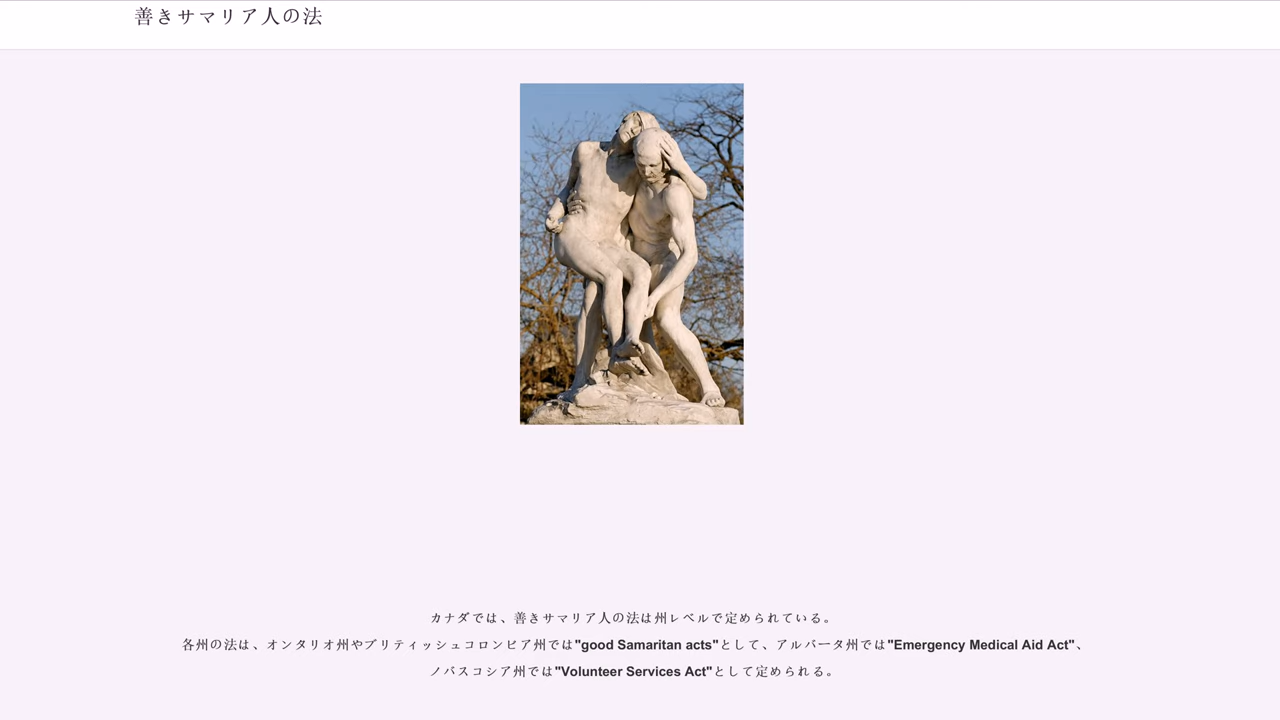 善きサマリア人の法
カナダでは、善きサマリア人の法は州レベルで定められている。
各州の法は、オンタリオ州やブリティッシュコロンビア州では"good Samaritan acts"として、アルバータ州では"Emergency Medical Aid Act"、
ノバスコシア州では"Volunteer Services Act"として定められる。